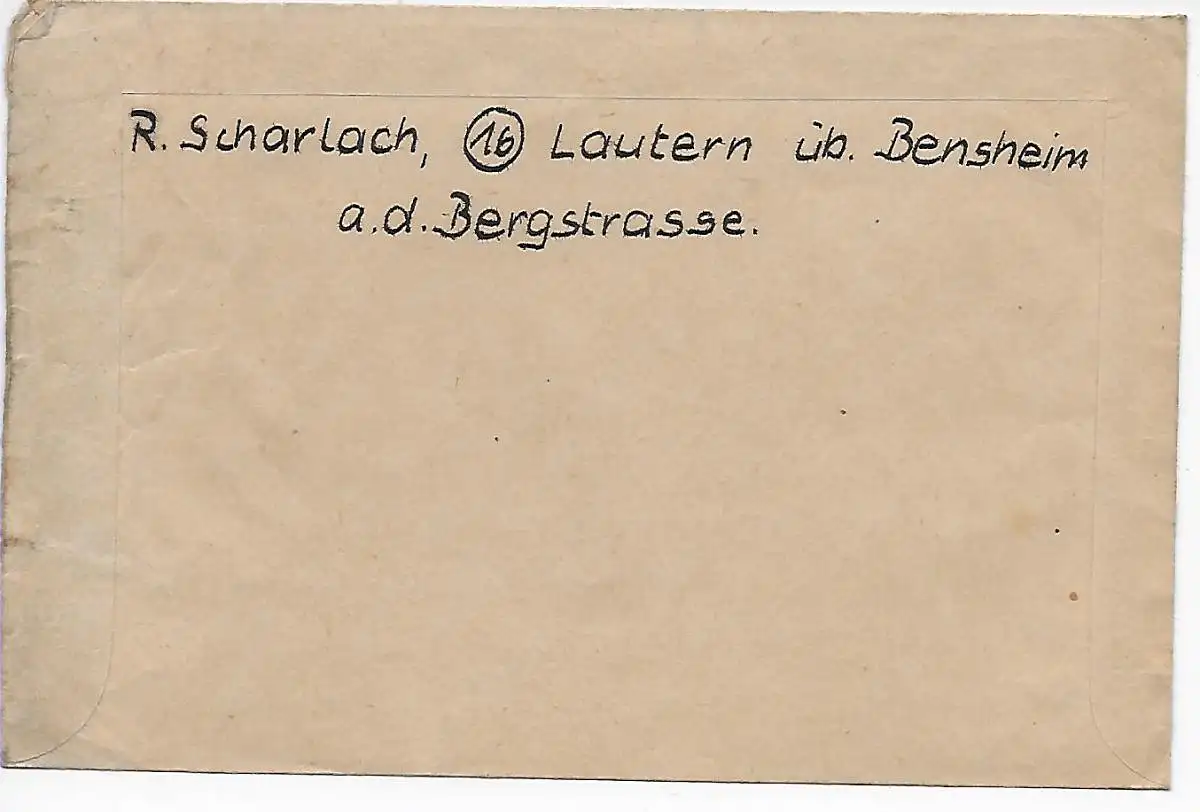 R. Scharlach, 16 Lautern üb. Bensheim
a.d. Bergstrasse.